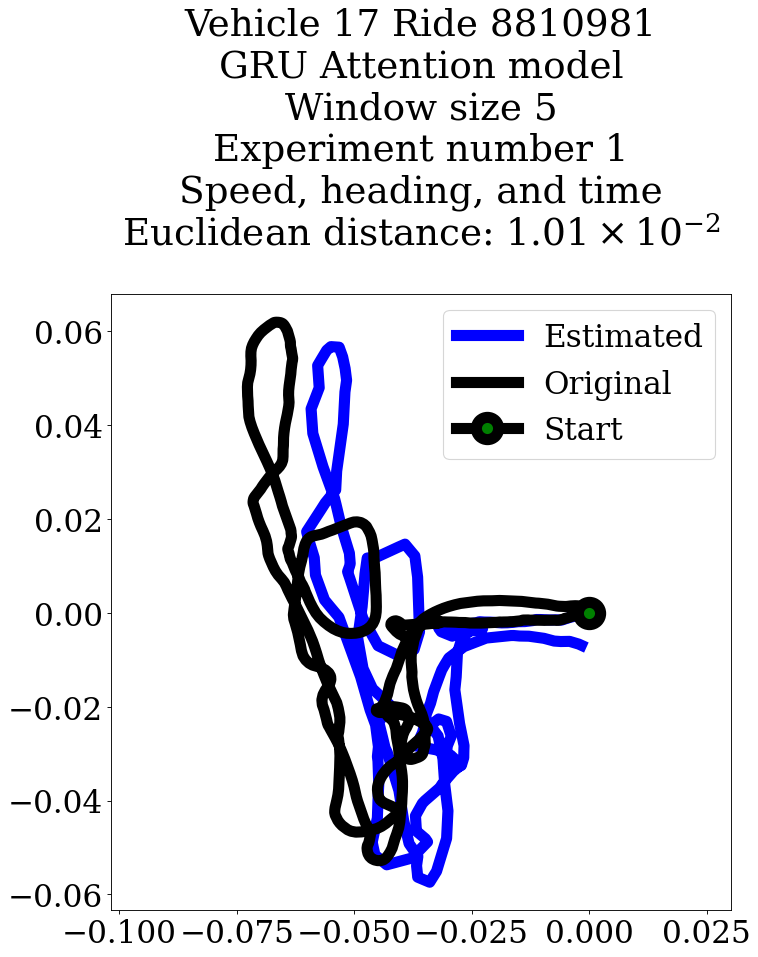 Vehicle 17 Ride 8810981
GRU Attention model
Window size 5
Experiment number 1
Speed, heading, and time
Euclidean distance: 1.01 × 10⁻²
Estimated
Original
Start
0.06
0.04
0.02
0.00
−0.02
−0.04
−0.06
−0.100 −0.075 −0.050 −0.025 0.000 0.025